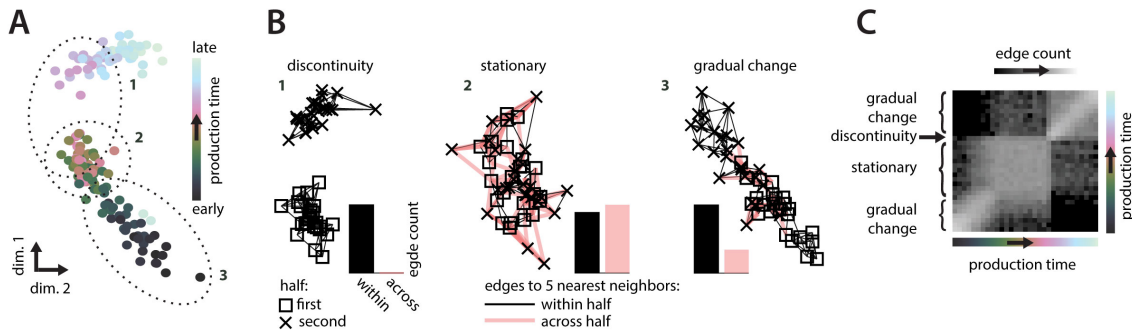 A
late
production time
early
1
2
3
dim. 1
dim. 2
B
discontinuity
1
stationary
2
gradual change
3
egde count
within
across
half:
first
second
edges to 5 nearest neighbors:
within half
across half
C
edge count
gradual
change
discontinuity
stationary
gradual
change
production time
production time